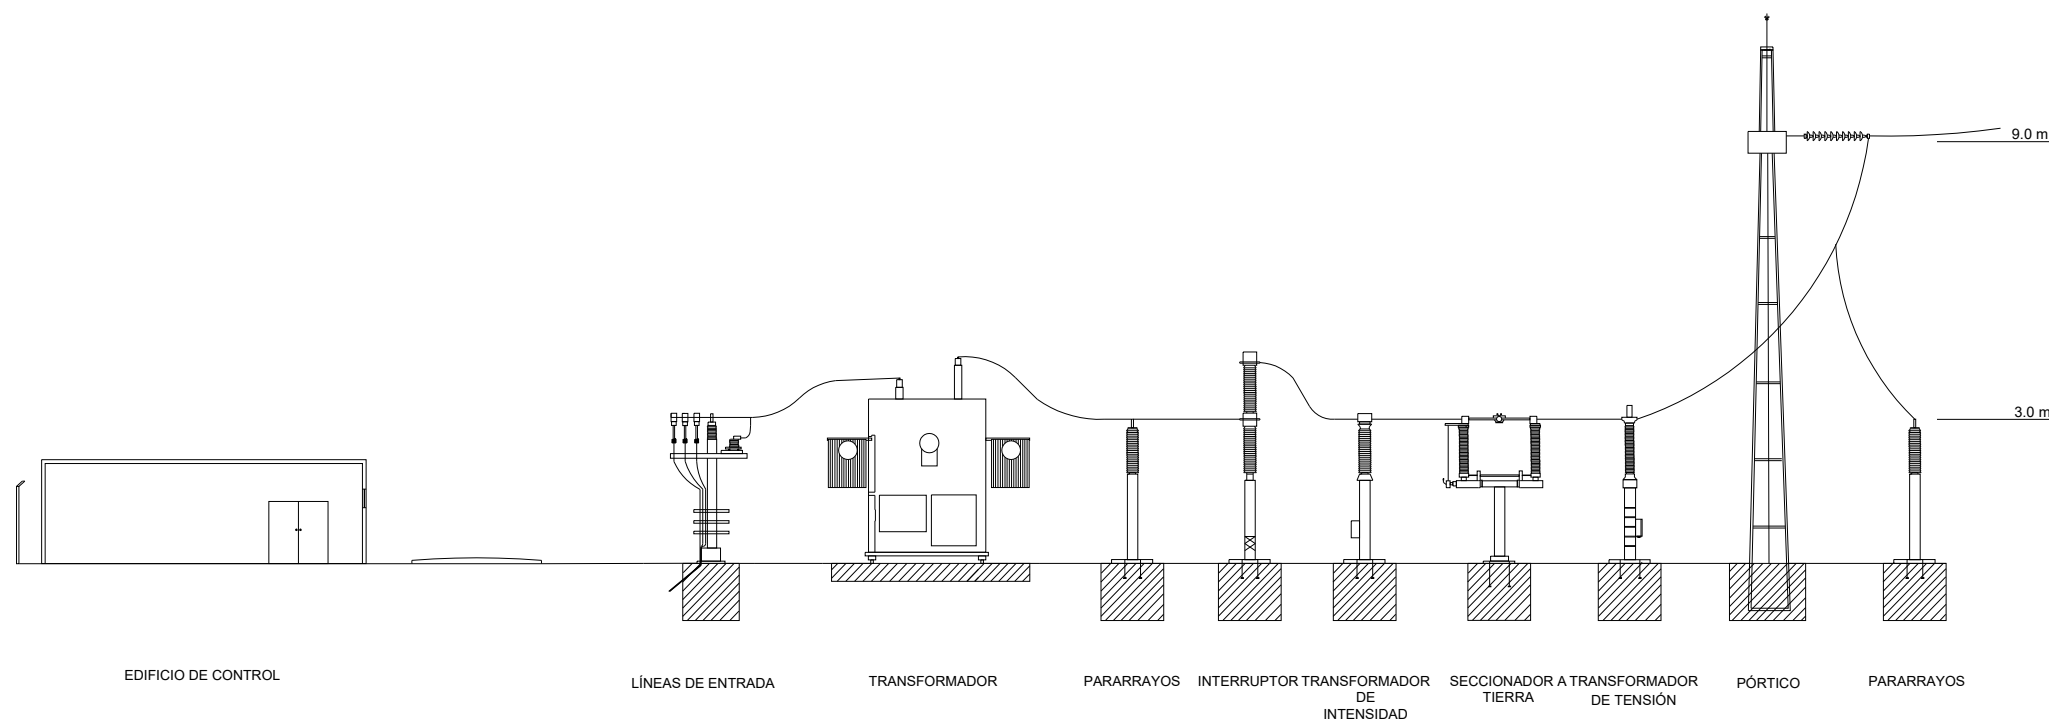 9.0 m
3.0 m
EDIFICIO DE CONTROL
LÍNEAS DE ENTRADA
TRANSFORMADOR
PARARRAYOS
INTERRUPTOR
TRANSFORMADOR
DE
INTENSIDAD
SECCIONADOR A
TIERRA
TRANSFORMADOR
DE TENSIÓN
PÓRTICO
PARARRAYOS